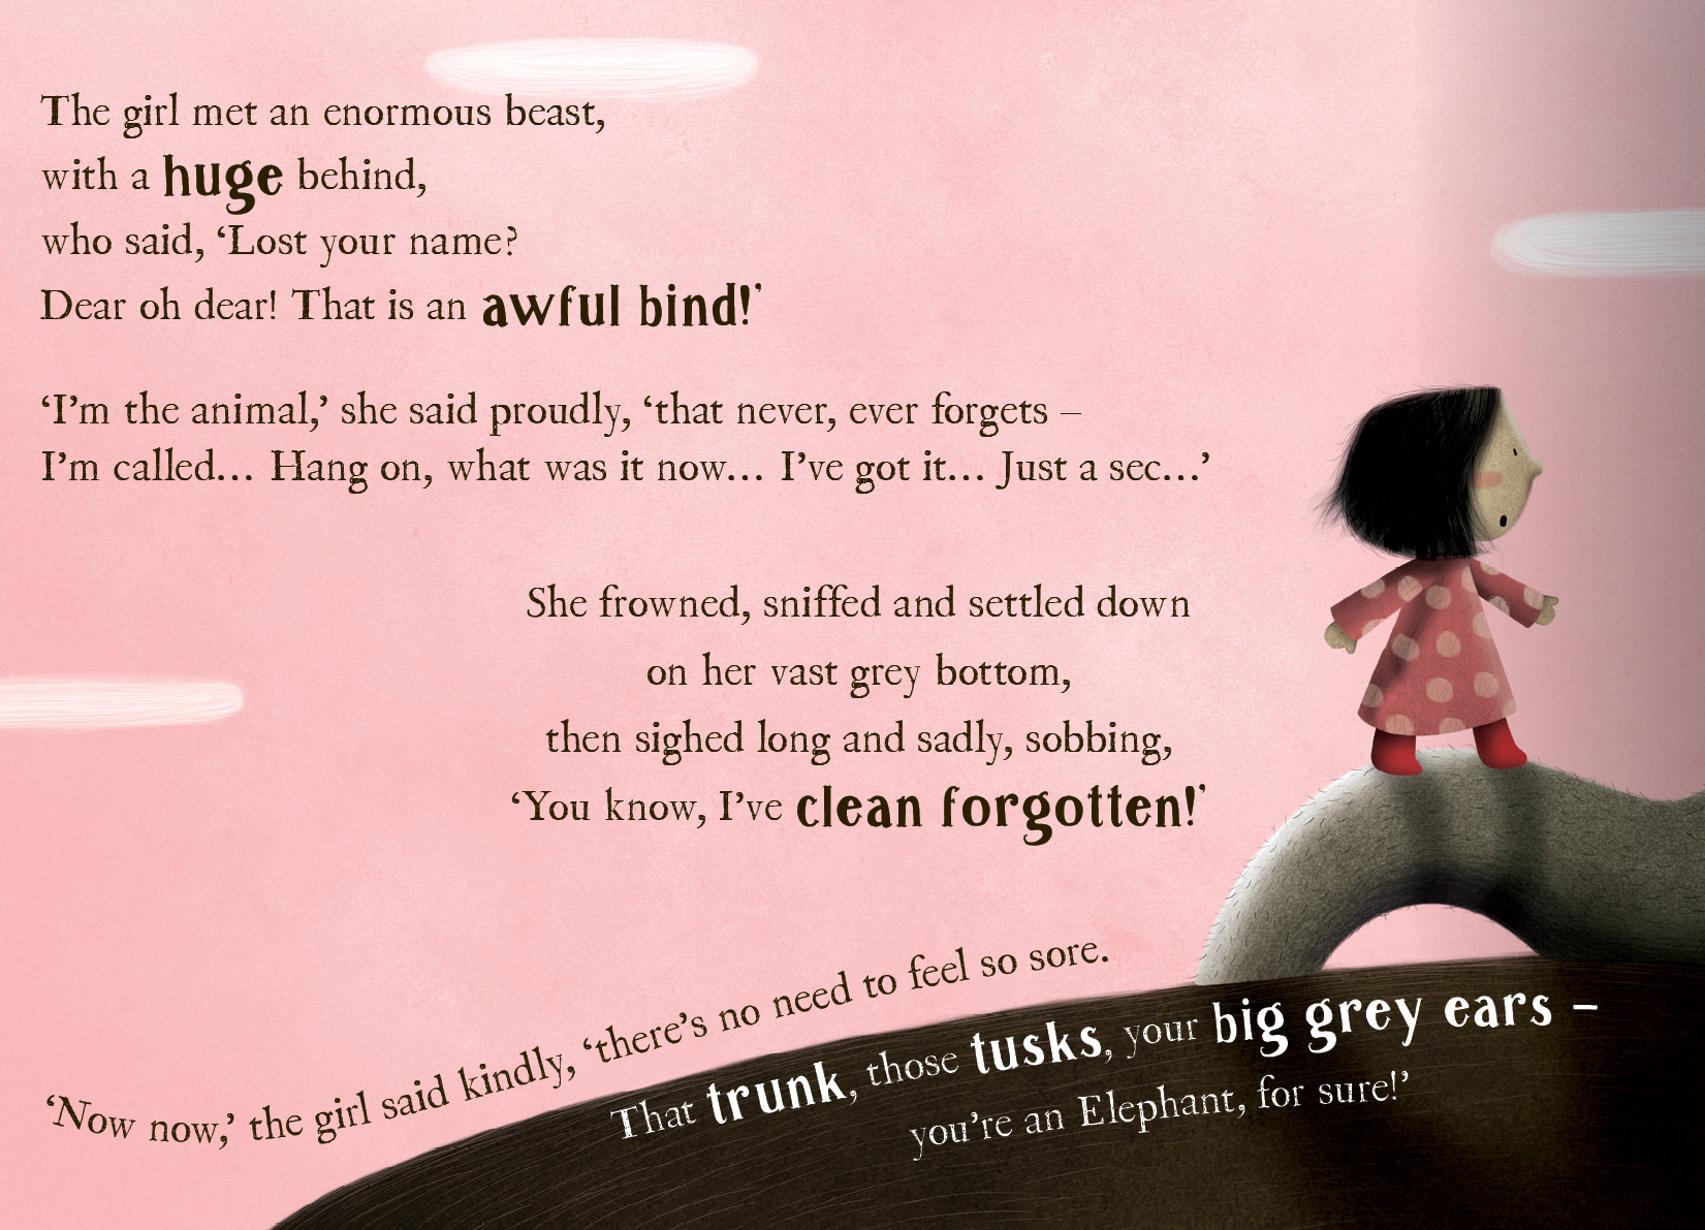 The girl met an enormous beast,
with a huge behind,
who said, ‘Lost your name?
Dear oh dear! That is an awful bind!’
‘I’m the animal,’ she said proudly, ‘that never, ever forgets –
I’m called... Hang on, what was it now... I’ve got it... Just a sec...’
She frowned, sniffed and settled down
on her vast grey bottom,
then sighed long and sadly, sobbing,
‘You know, I’ve clean forgotten!’
‘Now now,’ the girl said kindly, ‘there’s no need to feel so sore.
That trunk, those tusks, your big grey ears –
you’re an Elephant, for sure!’